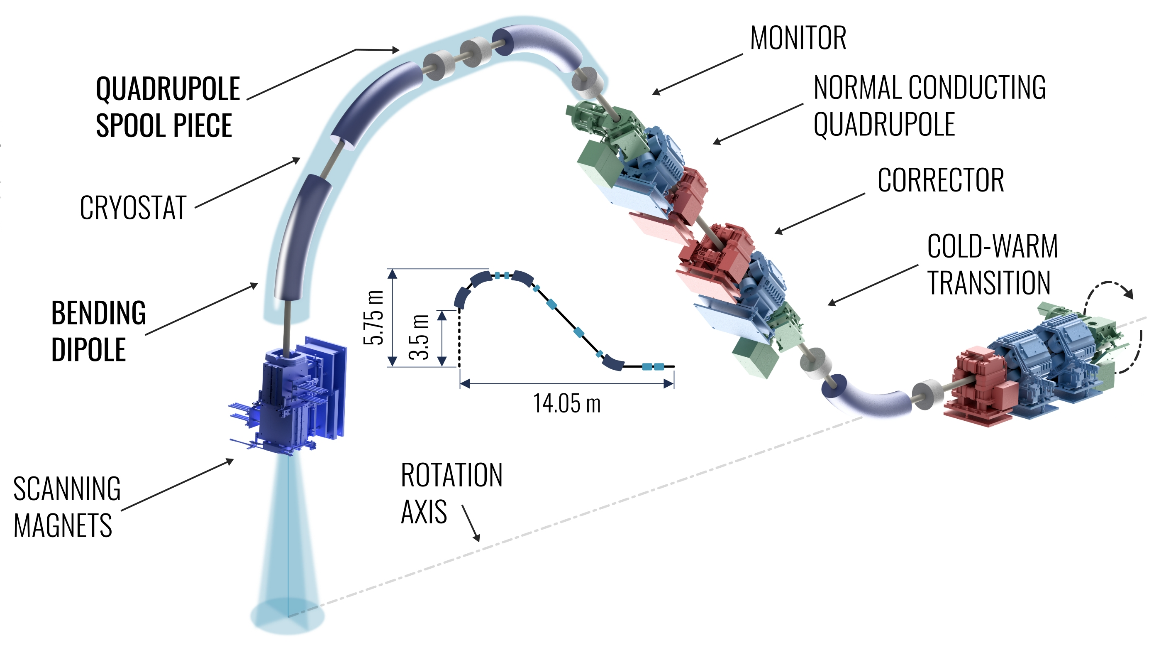 MONITOR
QUADRUPOLE
SPOOL PIECE
NORMAL CONDUCTING
QUADRUPOLE
CRYOSTAT
CORRECTOR
COLD-WARM
TRANSITION
BENDING
DIPOLE
5.75 m
3.5 m
14.05 m
SCANNING
MAGNETS
ROTATION
AXIS